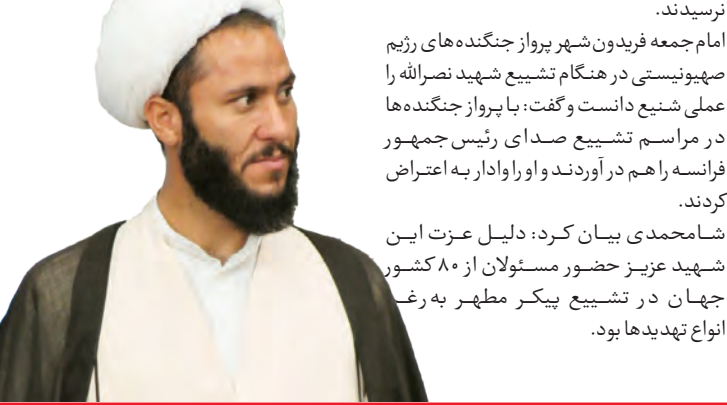 نرسیدند.
امام‌جمعه فریدون‌شهر پرواز جنگنده‌های رژیم
صهیونیستی در هنگام تشییع شهید نصرالله را
عملی شنیع دانست و گفت: با پرواز جنگنده‌ها
در مراسم تشییع صدای رئیس‌جمهور
فرانسه را هم در آوردند و او را وادار به اعتراض
کردند.
شامحمدی بیان کرد: دلیل عزت این
شهید عزیز حضور مسئولان از ۸۰ کشور
جهان در تشییع پیکر مطهر به
انواع تهدیدها بود.